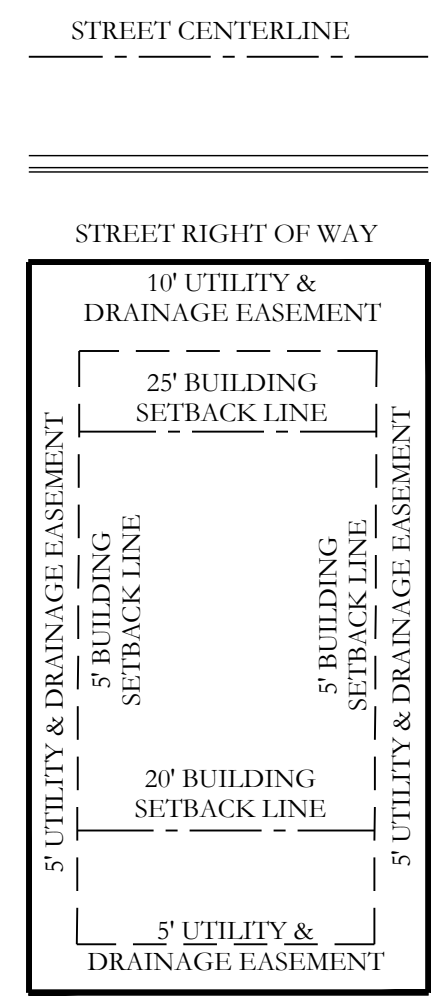 STREET CENTERLINE
STREET RIGHT OF WAY
10' UTILITY &
DRAINAGE EASEMENT
25' BUILDING
SETBACK LINE
5' UTILITY & DRAINAGE EASEMENT
5' BUILDING
SETBACK LINE
5' BUILDING
SETBACK LINE
5' UTILITY & DRAINAGE EASEMENT
20' BUILDING
SETBACK LINE
5' UTILITY &
DRAINAGE EASEMENT